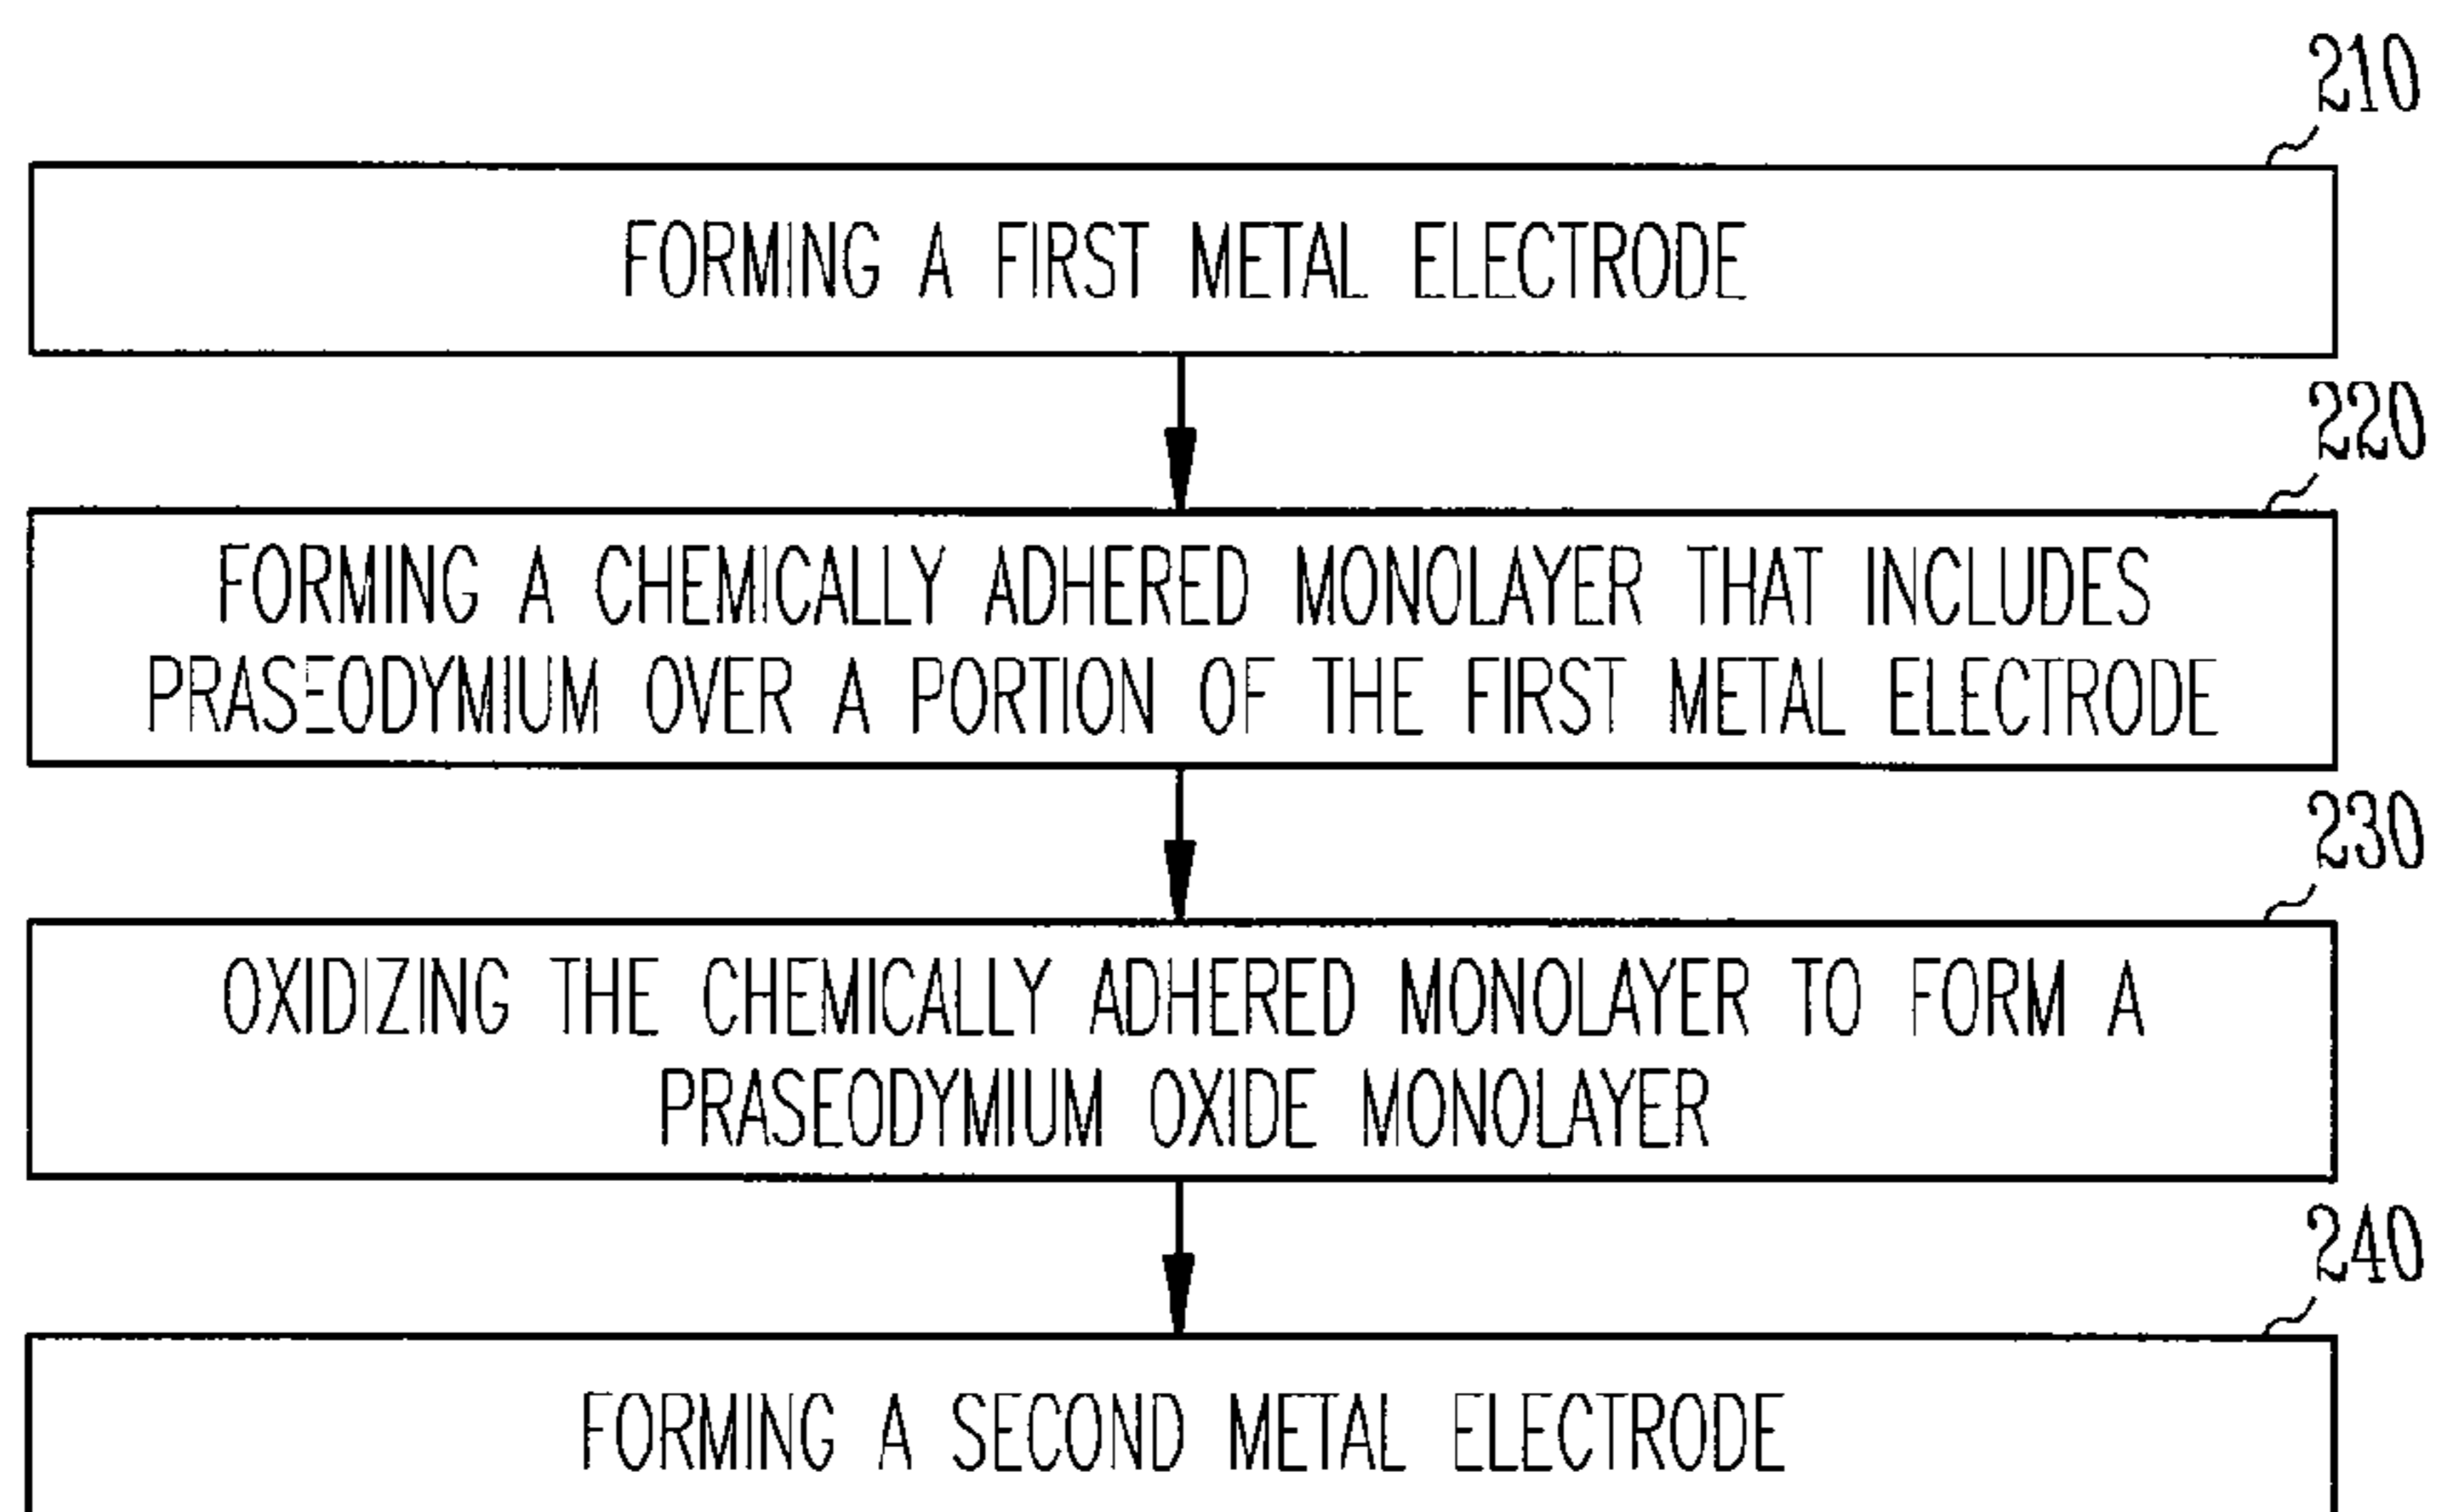 210
FORMING A FIRST METAL ELECTRODE
220
FORMING A CHEMICALLY ADHERED MONOLAYER THAT INCLUDES
PRASEODYMIUM OVER A PORTION OF THE FIRST METAL ELECTRODE
230
OXIDIZING THE CHEMICALLY ADHERED MONOLAYER TO FORM A
PRASEODYMIUM OXIDE MONOLAYER
240
FORMING A SECOND METAL ELECTRODE